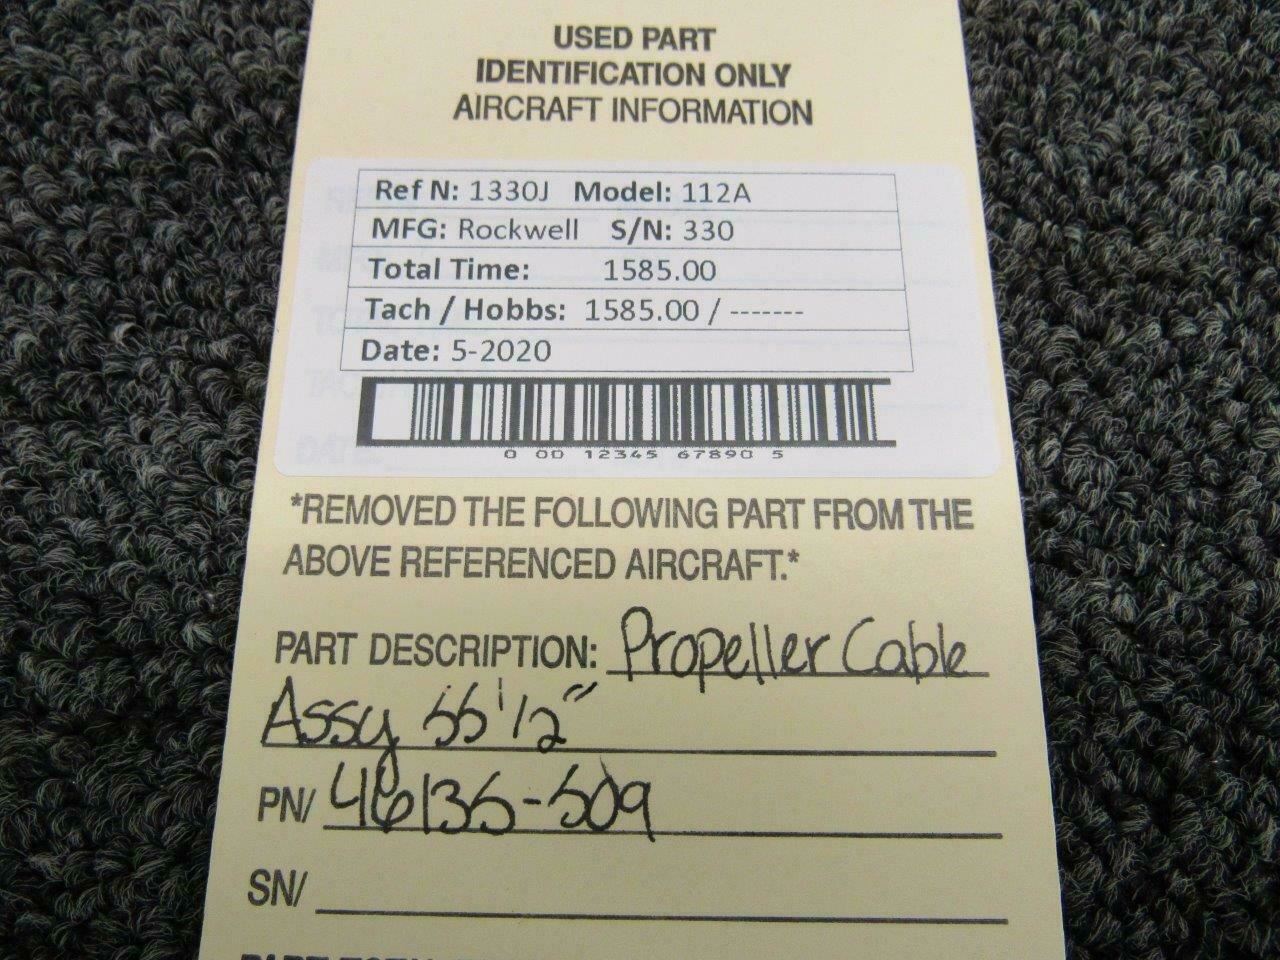 USED PART
IDENTIFICATION ONLY
AIRCRAFT INFORMATION
Ref N: 1330J Model: 112A
MFG: Rockwell S/N: 330
Total Time: 1585.00
Tach / Hobbs: 1585.00 / -------
Date: 5-2020
0 00 12345 67890 5
*REMOVED THE FOLLOWING PART FROM THE
ABOVE REFERENCED AIRCRAFT.*
PART DESCRIPTION: Propeller Cable
Assy 55 1/2"
PN/ 46135-509
SN/